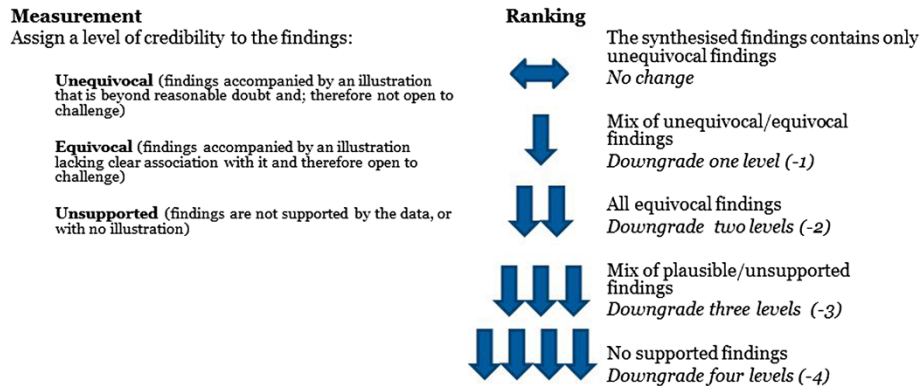 Measurement
Assign a level of credibility to the findings:
Unequivocal (findings accompanied by an illustration
that is beyond reasonable doubt and; therefore not open to
challenge)
Equivocal (findings accompanied by an illustration
lacking clear association with it and therefore open to
challenge)
Unsupported (findings are not supported by the data, or
with no illustration)
Ranking
The synthesised findings contains only
unequivocal findings
No change
Mix of unequivocal/equivocal
findings
Downgrade one level (-1)
All equivocal findings
Downgrade two levels (-2)
Mix of plausible/unsupported
findings
Downgrade three levels (-3)
No supported findings
Downgrade four levels (-4)